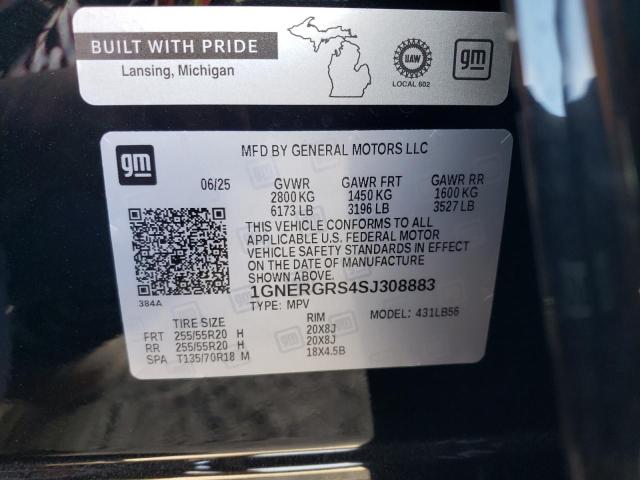 BUILT WITH PRIDE
Lansing, Michigan
UAW
LOCAL 602
gm
gm
MFD BY GENERAL MOTORS LLC
06/25 GVWR GAWR FRT GAWR RR
2800 KG 1450 KG 1600 KG
6173 LB 3196 LB 3527 LB
THIS VEHICLE CONFORMS TO ALL
APPLICABLE U.S. FEDERAL MOTOR
VEHICLE SAFETY STANDARDS IN EFFECT
ON THE DATE OF MANUFACTURE
SHOWN ABOVE.
1GNERGRS4SJ308883
384A
TYPE: MPV MODEL: 431LB56
TIRE SIZE RIM
FRT 255/55R20 H 20X8J
RR 255/55R20 H 20X8J
SPA T135/70R18 M 18X4.5B